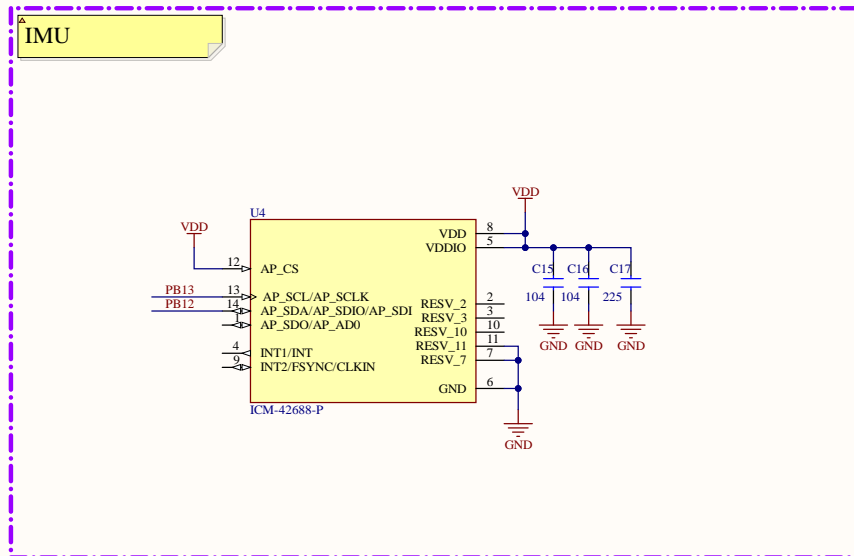 IMU
VDD
U4
VDD
VDD 8
VDDIO 5
12 AP_CS
C15 C16 C17
PB13 13 AP_SCL/AP_SCLK
104 104 225
PB12 14 AP_SDA/AP_SDIO/AP_SDI
RESV_2 2
1 AP_SDO/AP_AD0
RESV_3 3
RESV_10 10
GND GND GND
4 INT1/INT
RESV_11 11
9 INT2/FSYNC/CLKIN
RESV_7 7
GND 6
ICM-42688-P
GND